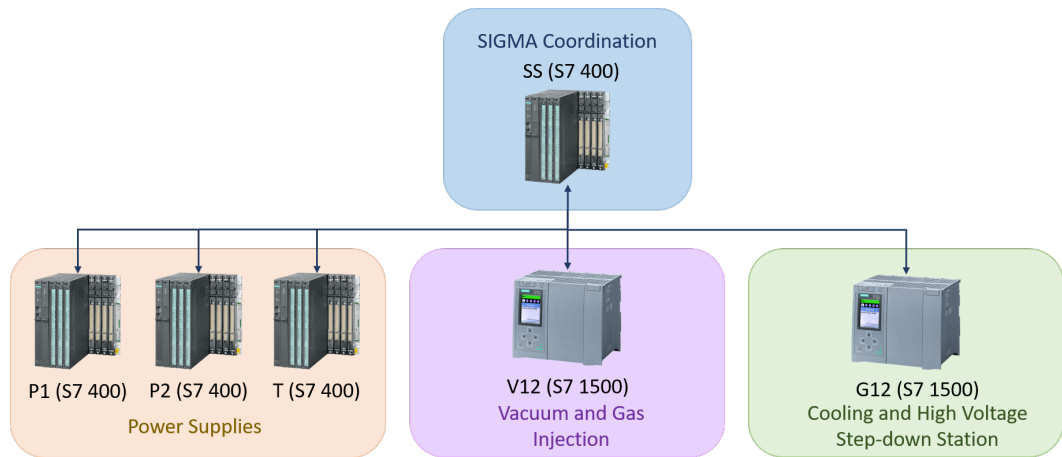 SIGMA Coordination
SS (S7 400)
P1 (S7 400)
P2 (S7 400)
T (S7 400)
Power Supplies
V12 (S7 1500)
Vacuum and Gas
Injection
G12 (S7 1500)
Cooling and High Voltage
Step-down Station